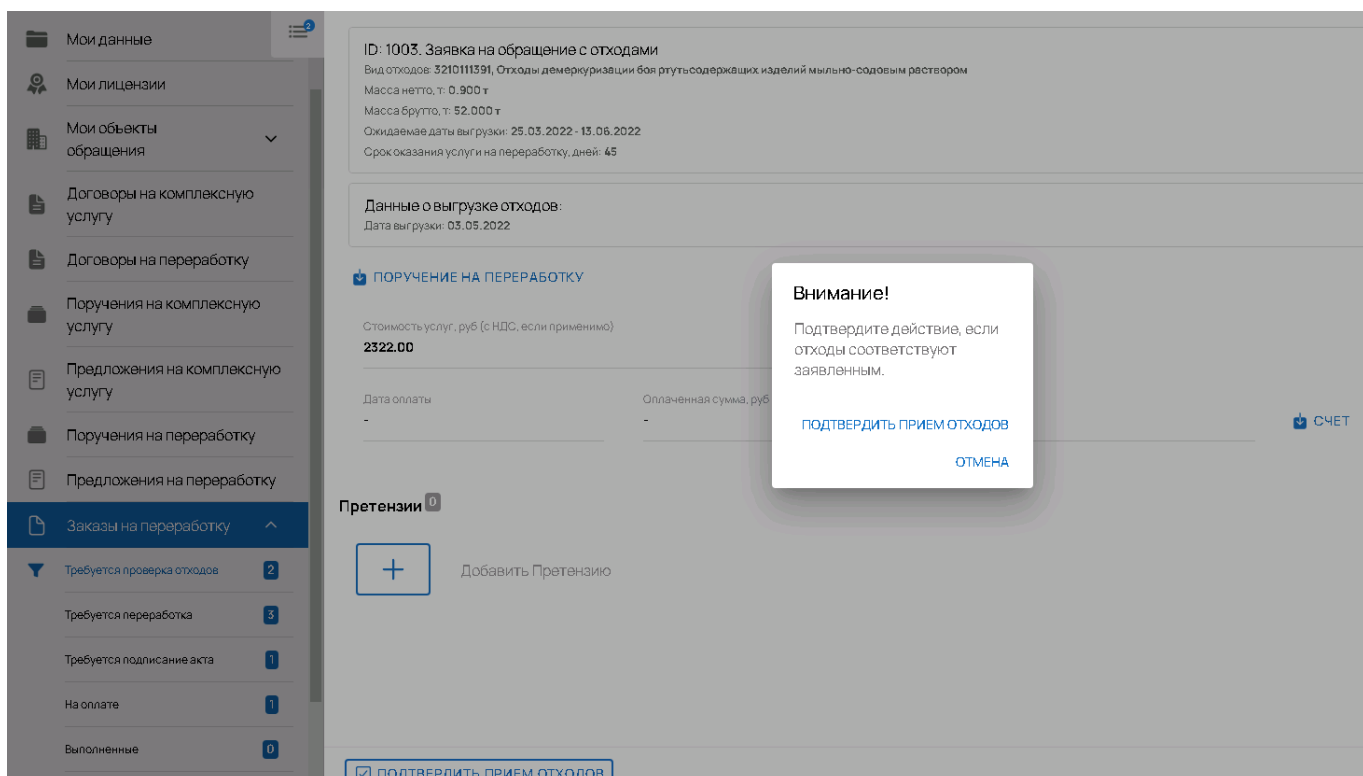 Мои данные
2
Мои лицензии
Мои объекты
обращения
Договоры на комплексную
услугу
Договоры на переработку
Поручения на комплексную
услугу
Предложения на комплексную
услугу
Поручения на переработку
Предложения на переработку
Заказы на переработку
Требуется проверка отходов 2
Требуется переработка 3
Требуется подписание акта 1
На оплате 1
Выполненные 0
ID: 1003. Заявка на обращение с отходами
Вид отходов: 3210111391, Отходы демеркуризации боя ртутьсодержащих изделий мыльно-содовым раствором
Масса нетто, т: 0.900 т
Масса брутто, т: 52.000 т
Ожидаемае даты выгрузки: 25.03.2022 - 13.06.2022
Срок оказания услуги на переработку, дней: 45
Данные о выгрузке отходов:
Дата выгрузки: 03.05.2022
ПОРУЧЕНИЕ НА ПЕРЕРАБОТКУ
Стоимость услуг, руб (с НДС, если применимо)
2322.00
Дата оплаты Оплаченная сумма, руб
- -
СЧЕТ
Претензии 0
Добавить Претензию
ПОДТВЕРДИТЬ ПРИЕМ ОТХОДОВ
Внимание!
Подтвердите действие, если
отходы соответствуют
заявленным.
ПОДТВЕРДИТЬ ПРИЕМ ОТХОДОВ
ОТМЕНА